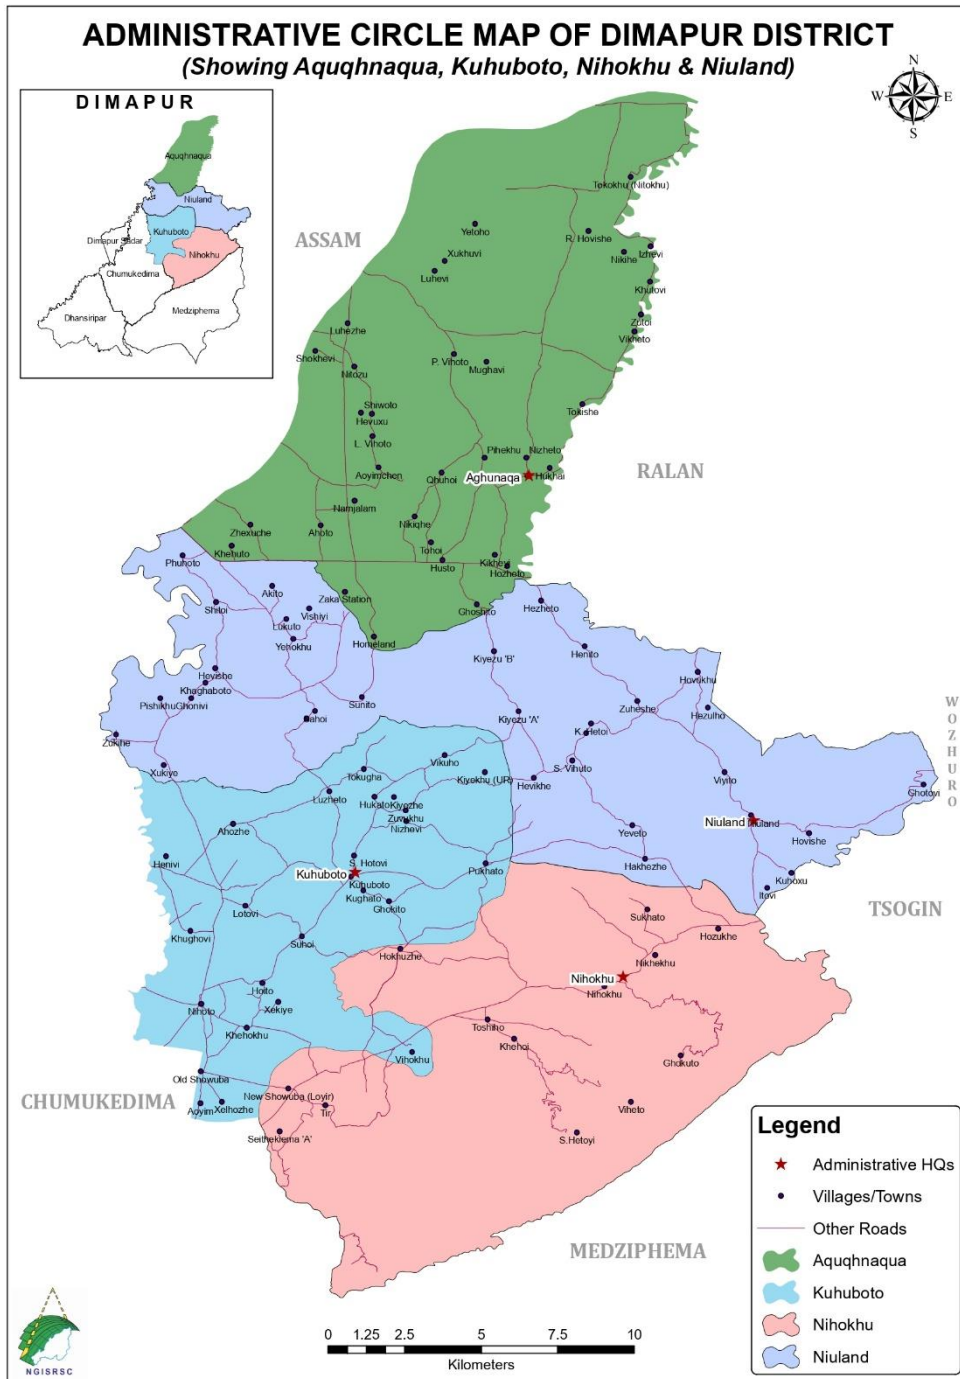 ADMINISTRATIVE CIRCLE MAP OF DIMAPUR DISTRICT
(Showing Aquqhnaqua, Kuhuboto, Nihokhu & Niuland)
N
W E
S
DIMAPUR
Aquqhnaqua
Niuland
Kuhuboto
Dimapur Sadar
Nihokhu
Chumukedima
Medziphema
Dhansiripar
ASSAM
RALAN
WOZHURO
TSOGIN
CHUMUKEDIMA
MEDZIPHEMA
Tokokhu (Nitokhu)
Yeloho
R. Hovishe
Xukhuvi
Nikihe
Izhevi
Luhevi
Khutovi
Zutoi
Luhezhe
Vikheto
Shokhevi
P. Vihoto
Mughavi
Nitozu
Shiwoto
Tokishe
Hevuxu
L. Vihoto
Pihekhu
Nizheto
Aoyimchen
Qhuhoi
Aghunaqa
Hukhai
Namjalam
Nikiqhe
Zhexuche
Ahoto
Khehuto
Tohoi
Husto
Kikhevi
Hozheto
Phuhoto
Akito
Zaka Station
Ghoshito
Hezheto
Shitoi
Vishiyi
Lukuto
Yehokhu
Homeland
Kiyezu 'B'
Henito
Heyishe
Khaghaboto
Hovukhu
Pishikhu
Ghonivi
Sunito
Zuheshe
Hezulho
Kiyezu 'A'
K. Hetoi
Zukihe
Xukiye
Vikuho
S. Vihuto
Tokugha
Kiyekhu (UR)
Hevikhe
Viyito
Ghotovi
Luzheto
Hukato
Kiyezhe
Zuvukhu
Nizhevi
Niuland
Niuland
Ahozhe
Yeveto
Hovishe
Henivi
S. Hotovi
Pukhato
Hakhezhe
Kuhuboto
Kuhuboto
Kuhoxu
Kughato
Itovi
Lotovi
Ghokito
Sukhato
Khughovi
Suhoi
Hozukhe
Hokhuzhe
Nikhekhu
Nihokhu
Hoito
Nihokhu
Nihoto
Xekiye
Toshiho
Khehokhu
Khehoi
Vihokhu
Ghokuto
Old Showuba
New Showuba (Loyir)
Aoyim
Xelhozhe
Tir
Viheto
Seithekiema 'A'
S.Hetoyi
Legend
Administrative HQs
Villages/Towns
Other Roads
Aquqhnaqua
Kuhuboto
Nihokhu
Niuland
0 1.25 2.5 5 7.5 10
Kilometers
NGISRSC